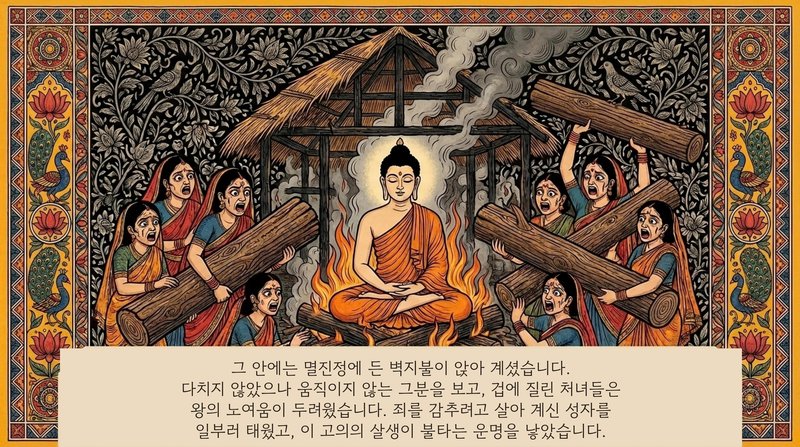 그 안에는 멸진정에 든 벽지불이 앉아 계셨습니다.
다치지 않았으나 움직이지 않는 그분을 보고, 겁에 질린 처녀들은
왕의 노여움이 두려웠습니다. 죄를 감추려고 살아 계신 성자를
일부러 태웠고, 이 고의의 살생이 불타는 운명을 낳았습니다.